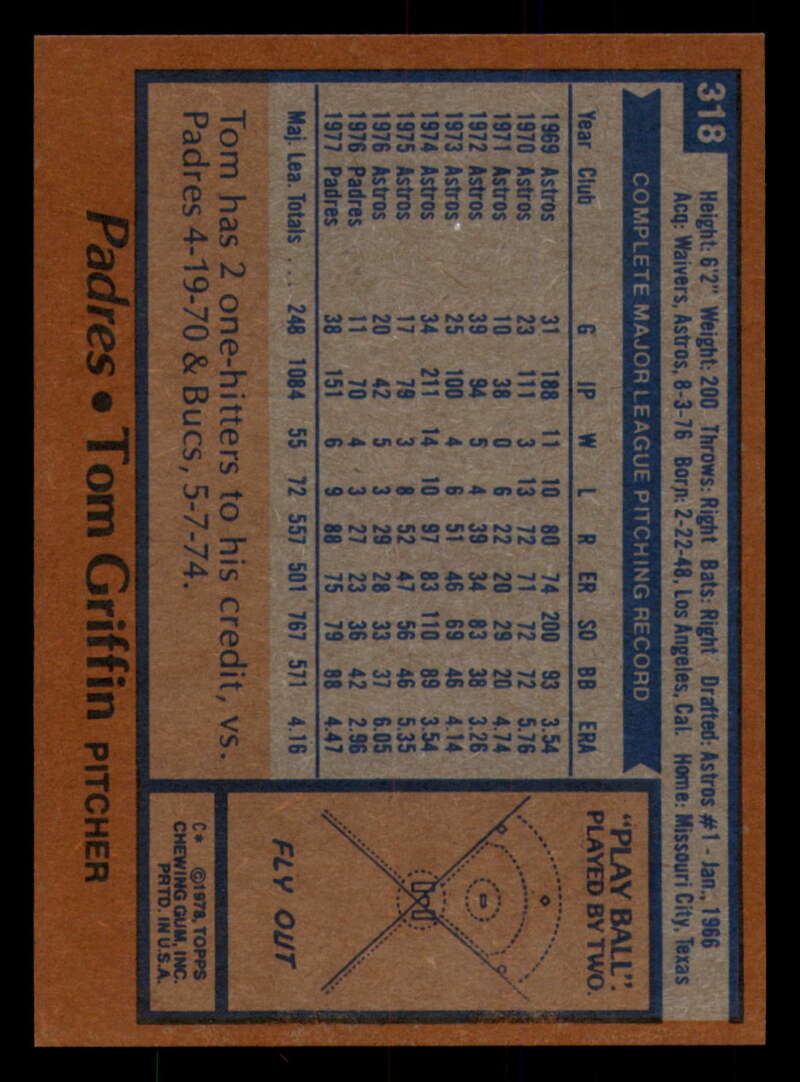 318
Height: 6'2" Weight: 200 Throws: Right Bats: Right Drafted: Astros #1 - Jan., 1966
Acq: Waivers, Astros, 8-3-76 Born: 2-22-48, Los Angeles, Cal. Home: Missouri City, Texas
COMPLETE MAJOR LEAGUE PITCHING RECORD
Year Club G IP W L R ER SO BB ERA
1969 Astros 31 188 11 10 80 74 200 93 3.54
1970 Astros 23 111 3 13 72 71 72 72 5.76
1971 Astros 10 38 0 6 22 20 29 20 4.74
1972 Astros 39 94 5 4 39 34 83 38 3.26
1973 Astros 25 100 4 6 51 46 69 46 4.14
1974 Astros 34 211 14 10 97 83 110 89 3.54
1975 Astros 17 79 3 8 52 47 56 46 5.35
1976 Astros 20 42 5 3 29 28 33 37 6.05
1976 Padres 11 70 4 3 27 23 36 42 2.96
1977 Padres 38 151 6 9 88 75 79 88 4.47
Maj. Lea. Totals ... 248 1084 55 72 557 501 767 571 4.16
Tom has 2 one-hitters to his credit, vs.
Padres 4-19-70 & Bucs, 5-7-74.
"PLAY BALL":
PLAYED BY TWO.
FLY OUT
C* ©1978, TOPPS
CHEWING GUM, INC.
PRTD. IN U.S.A.
Padres • Tom Griffin PITCHER